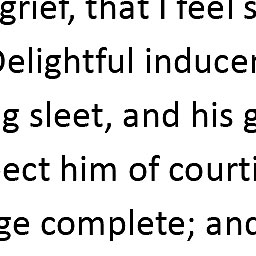 grief, that I feel s
Delightful inducer
g sleet, and his g
ect him of courti
ge complete; and